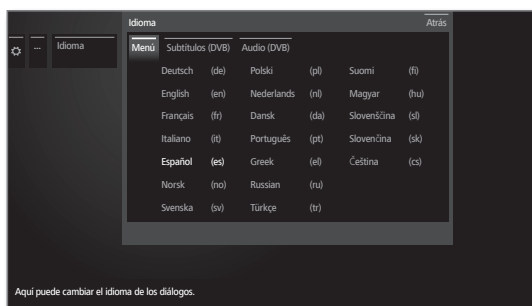 Idioma Atrás
... Idioma Menú Subtítulos (DVB) Audio (DVB)
Deutsch (de) Polski (pl) Suomi (fi)
English (en) Nederlands (nl) Magyar (hu)
Français (fr) Dansk (da) Slovenščina (sl)
Italiano (it) Português (pt) Slovenčina (sk)
Español (es) Greek (el) Čeština (cs)
Norsk (no) Russian (ru)
Svenska (sv) Türkçe (tr)
Aquí puede cambiar el idioma de los diálogos.